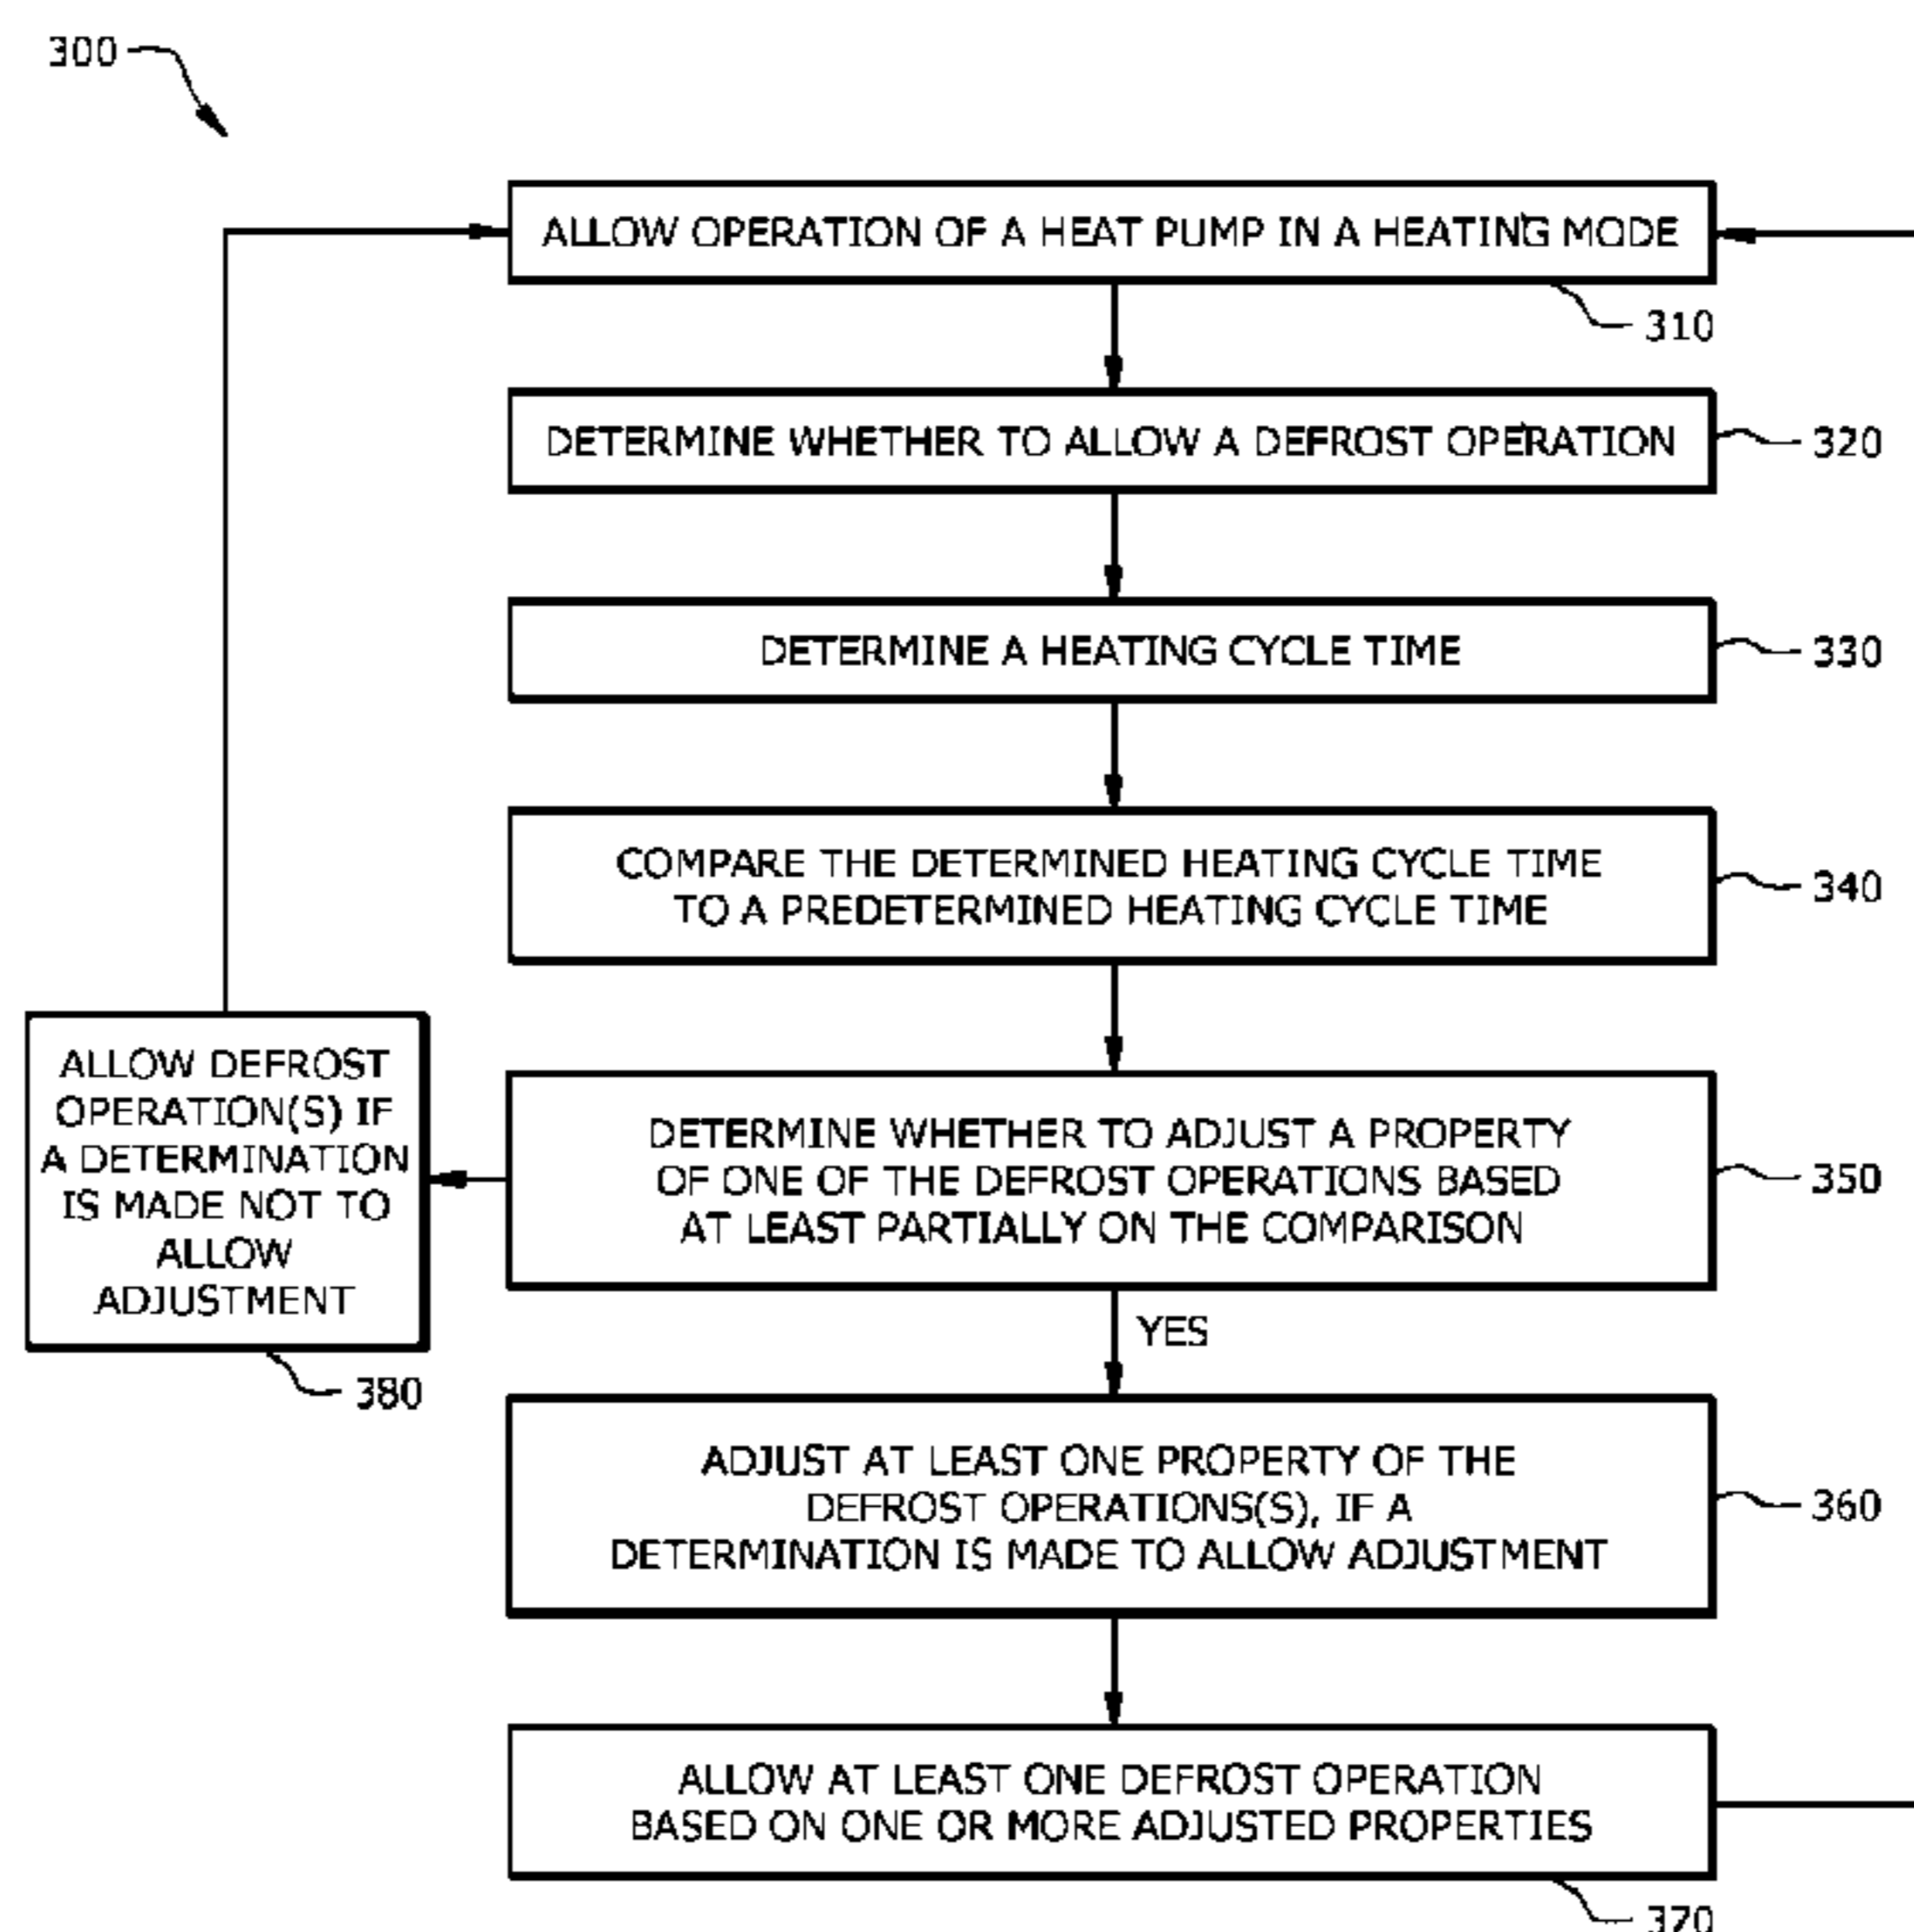 300
ALLOW OPERATION OF A HEAT PUMP IN A HEATING MODE
310
DETERMINE WHETHER TO ALLOW A DEFROST OPERATION
320
DETERMINE A HEATING CYCLE TIME
330
COMPARE THE DETERMINED HEATING CYCLE TIME
TO A PREDETERMINED HEATING CYCLE TIME
340
DETERMINE WHETHER TO ADJUST A PROPERTY
OF ONE OF THE DEFROST OPERATIONS BASED
AT LEAST PARTIALLY ON THE COMPARISON
350
ALLOW DEFROST
OPERATION(S) IF
A DETERMINATION
IS MADE NOT TO
ALLOW
ADJUSTMENT
380
YES
ADJUST AT LEAST ONE PROPERTY OF THE
DEFROST OPERATIONS(S), IF A
DETERMINATION IS MADE TO ALLOW ADJUSTMENT
360
ALLOW AT LEAST ONE DEFROST OPERATION
BASED ON ONE OR MORE ADJUSTED PROPERTIES
370